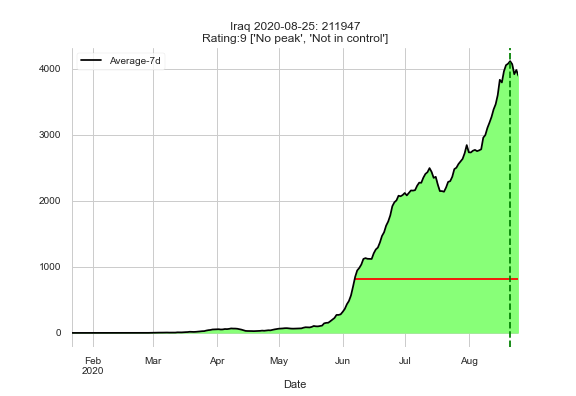 Iraq 2020-08-25: 211947
Rating:9 ['No peak', 'Not in control']
Average-7d
4000
3000
2000
1000
0
Feb Mar Apr May Jun Jul Aug
2020
Date